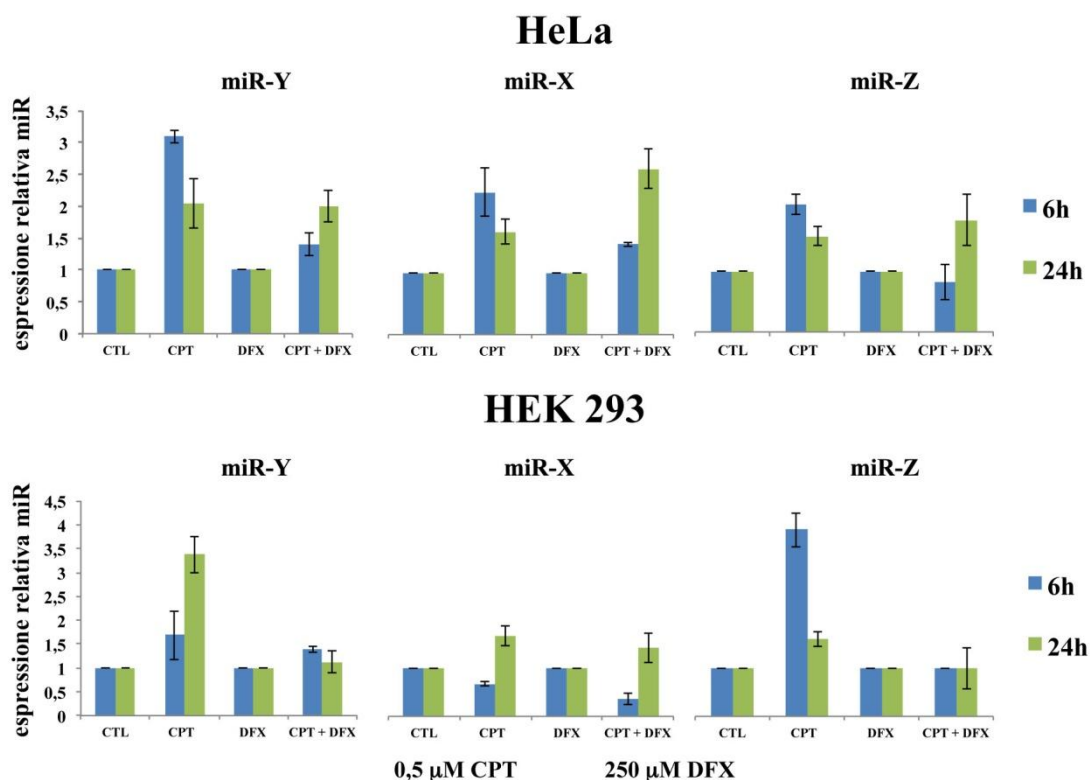 HeLa
miR-Y
miR-X
miR-Z
espressione relativa miR
3,5
3
2,5
2
1,5
1
0,5
0
CTL
CPT
DFX
CPT + DFX
CTL
CPT
DFX
CPT + DFX
CTL
CPT
DFX
CPT + DFX
6h
24h
HEK 293
miR-Y
miR-X
miR-Z
espressione relativa miR
4,5
4
3,5
3
2,5
2
1,5
1
0,5
0
CTL
CPT
DFX
CPT + DFX
CTL
CPT
DFX
CPT + DFX
CTL
CPT
DFX
CPT + DFX
6h
24h
0,5 μM CPT
250 μM DFX